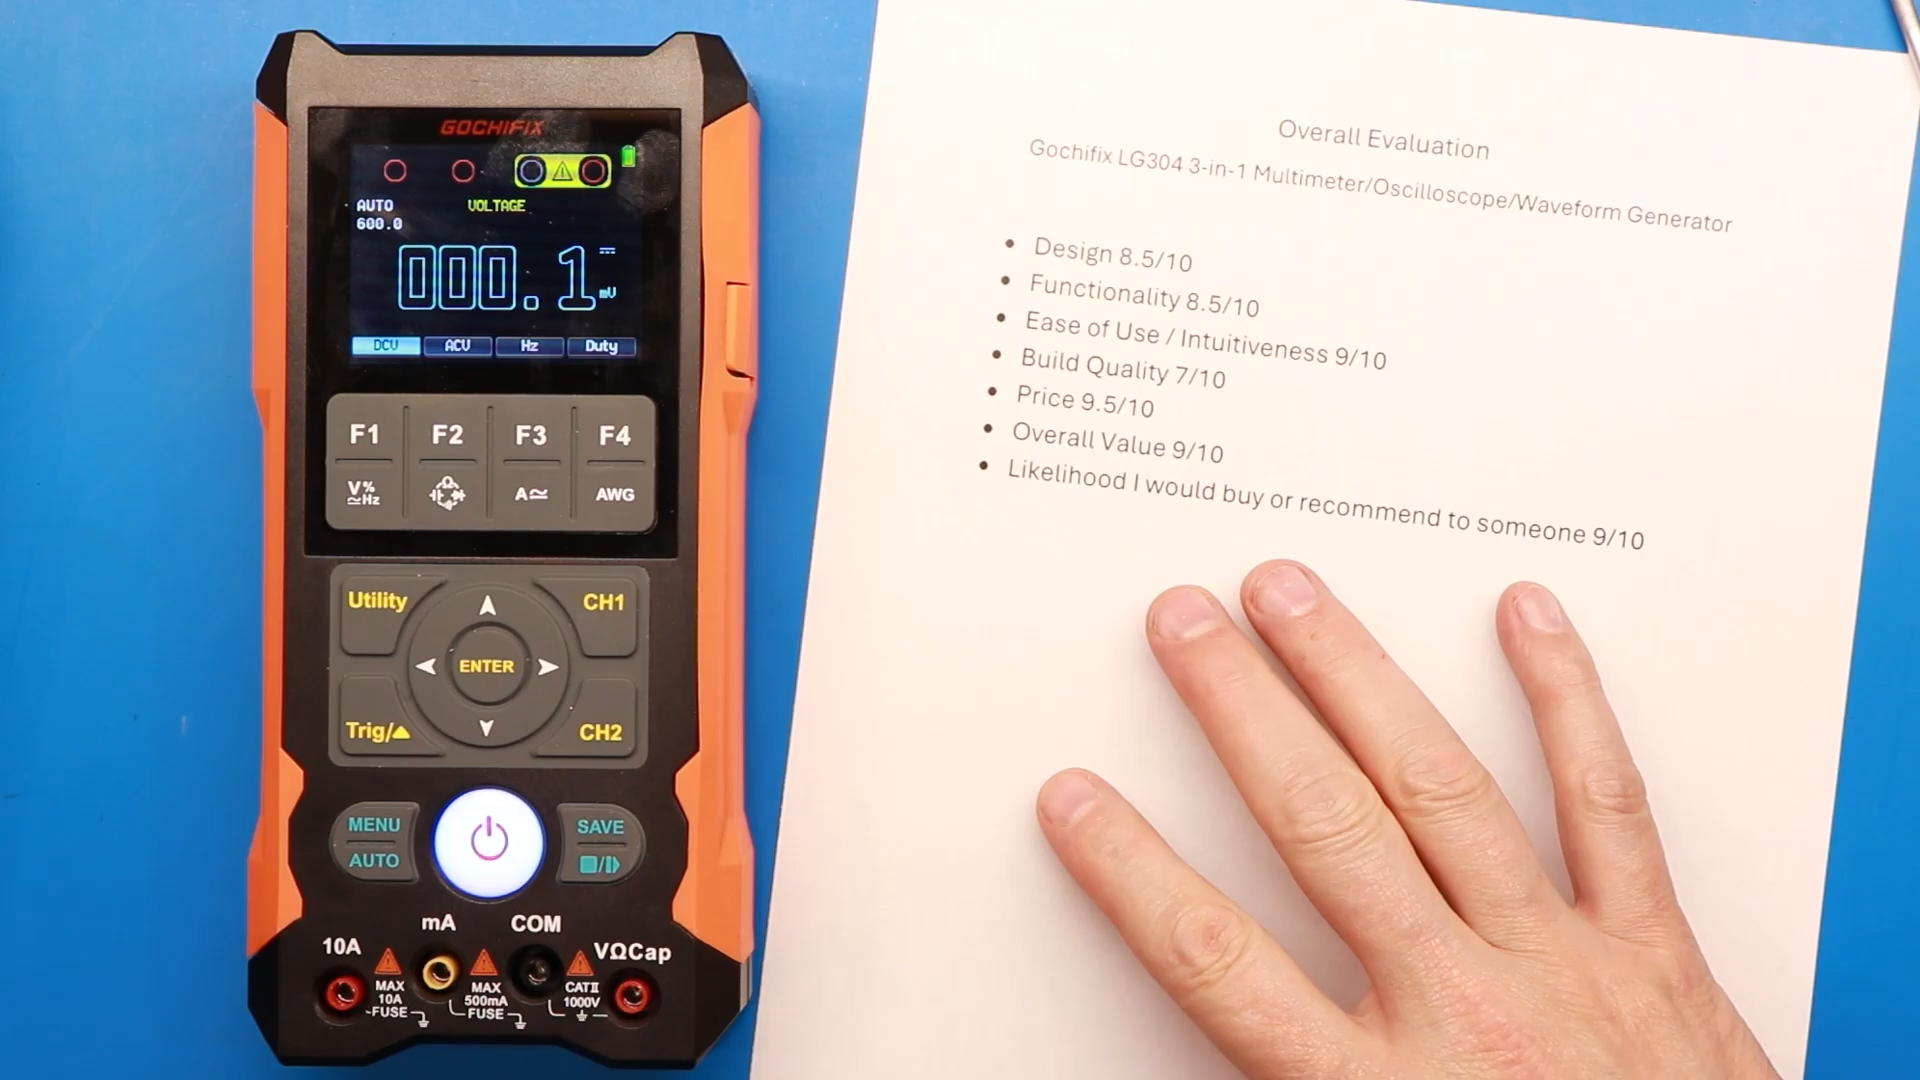 GOCHIFIX
AUTO
VOLTAGE
600.0
000.1 mV
DCV ACV Hz Duty
F1 F2 F3 F4
V% ≃Hz Ω A≃ AWG
Utility CH1
ENTER
Trig/▲ CH2
MENU SAVE
AUTO
mA COM
10A VΩCap
MAX 10A FUSE
MAX 500mA FUSE
CAT II 1000V
Overall Evaluation
Gochifix LG304 3-in-1 Multimeter/Oscilloscope/Waveform Generator
• Design 8.5/10
• Functionality 8.5/10
• Ease of Use / Intuitiveness 9/10
• Build Quality 7/10
• Price 9.5/10
• Overall Value 9/10
• Likelihood I would buy or recommend to someone 9/10